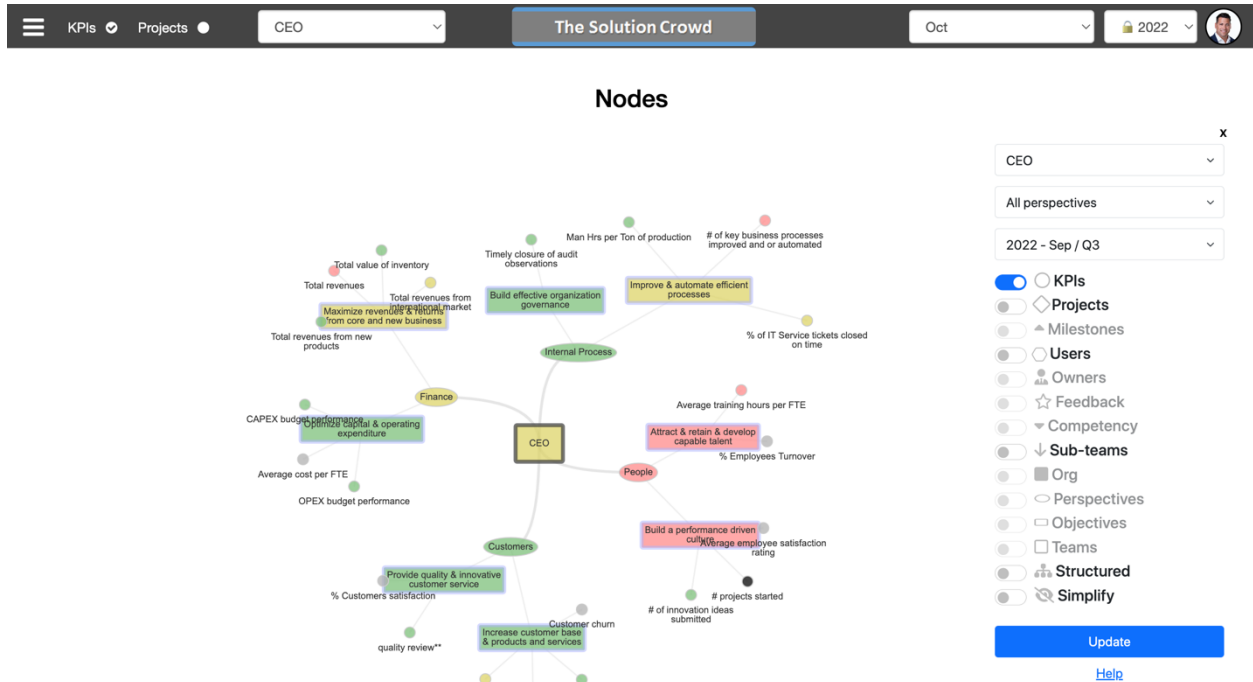 KPIs
Projects
CEO
The Solution Crowd
Oct
2022
Nodes
x
CEO
All perspectives
2022 - Sep / Q3
KPIs
Projects
Milestones
Users
Owners
Feedback
Competency
Sub-teams
Org
Perspectives
Objectives
Teams
Structured
Simplify
Update
Help
Man Hrs per Ton of production
# of key business processes
improved and or automated
Timely closure of audit
observations
Total value of inventory
Total revenues
Total revenues from
international market
Maximize revenues & returns
from core and new business
Total revenues from new
products
Build effective organization
governance
Improve & automate efficient
processes
% of IT Service tickets closed
on time
Internal Process
Finance
CAPEX budget performance
Optimize capital & operating
expenditure
Average cost per FTE
OPEX budget performance
CEO
Average training hours per FTE
Attract & retain & develop
capable talent
% Employees Turnover
People
Build a performance driven
culture
Average employee satisfaction
rating
# projects started
# of innovation ideas
submitted
Customers
Provide quality & innovative
customer service
% Customers satisfaction
quality review**
Customer churn
Increase customer base
& products and services